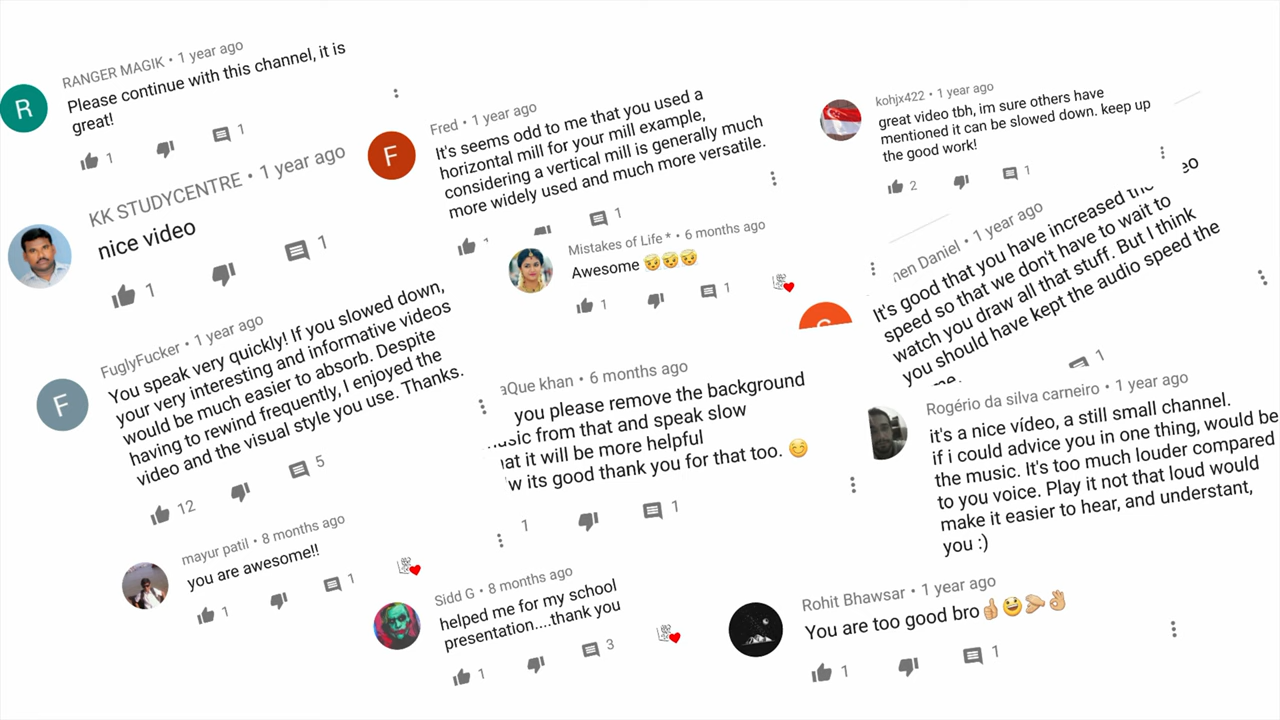 RANGER MAGIK • 1 year ago
Please continue with this channel, it is
great!
R
1
1
KK STUDYCENTRE • 1 year ago
nice video
1
1
FuglyFucker • 1 year ago
You speak very quickly! If you slowed down,
your very interesting and informative videos
would be much easier to absorb. Despite
having to rewind frequently, I enjoyed the
video and the visual style you use. Thanks.
F
12
5
mayur patil • 8 months ago
you are awesome!!
1
1
Fred • 1 year ago
It's seems odd to me that you used a
horizontal mill for your mill example,
considering a vertical mill is generally much
more widely used and much more versatile.
F
1
Mistakes of Life * • 6 months ago
Awesome 😇😇😇
1
1
aQue khan • 6 months ago
you please remove the background
from that and speak slow
it will be more helpful
its good thank you for that too. 😊
1
1
Sidd G • 8 months ago
helped me for my school
presentation....thank you
1
3
kohjx422 • 1 year ago
great video tbh, im sure others have
mentioned it can be slowed down. keep up
the good work!
2
1
Daniel • 1 year ago
It's good that you have increased the
speed so that we don't have to wait to
watch you draw all that stuff. But I think
you should have kept the audio speed the
1
Rogério da silva carneiro • 1 year ago
it's a nice vídeo, a still small channel.
if i could advice you in one thing, would be
the music. It's too much louder compared
to you voice. Play it not that loud would
make it easier to hear, and understant,
you :)
Rohit Bhawsar • 1 year ago
You are too good bro👍😃🤛👌
1
1